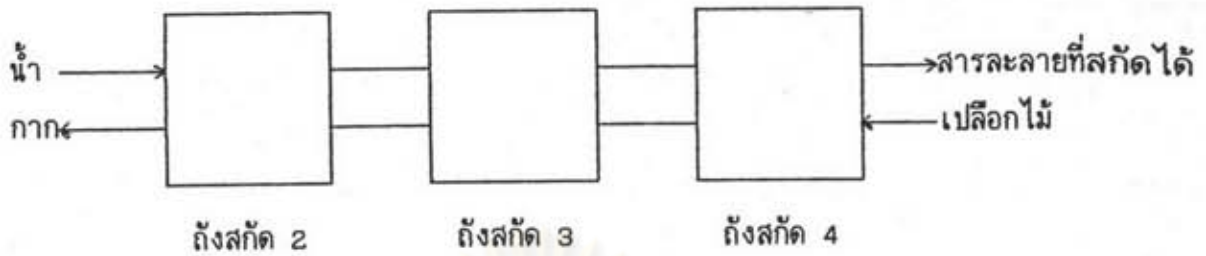 น้ำ
สารละลายที่สกัดได้
กาก
เปลือกไม้
ถังสกัด 2
ถังสกัด 3
ถังสกัด 4